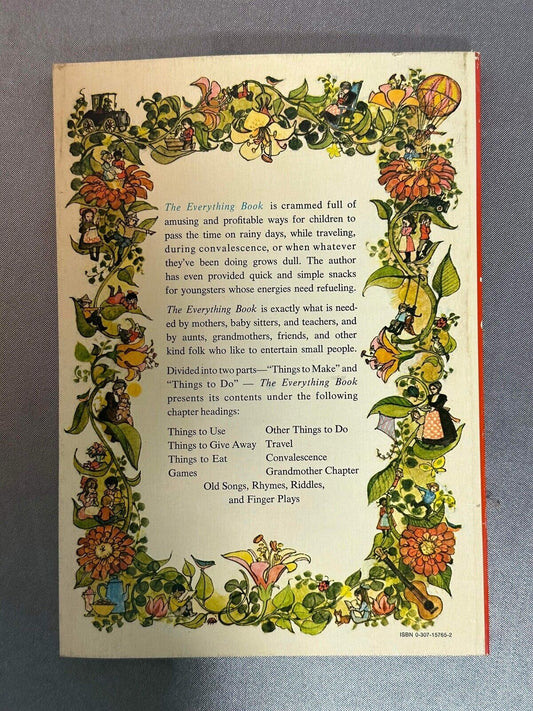 The Everything Book is crammed full of
amusing and profitable ways for children to
pass the time on rainy days, while traveling,
during convalescence, or when whatever
they've been doing grows dull. The author
has even provided quick and simple snacks
for youngsters whose energies need refueling.
The Everything Book is exactly what is need-
ed by mothers, baby sitters, and teachers, and
by aunts, grandmothers, friends, and other
kind folk who like to entertain small people.
Divided into two parts—"Things to Make" and
"Things to Do" — The Everything Book
presents its contents under the following
chapter headings:
Things to Use
Things to Give Away
Things to Eat
Games
Other Things to Do
Travel
Convalescence
Grandmother Chapter
Old Songs, Rhymes, Riddles,
and Finger Plays
ISBN 0-307-15765-2